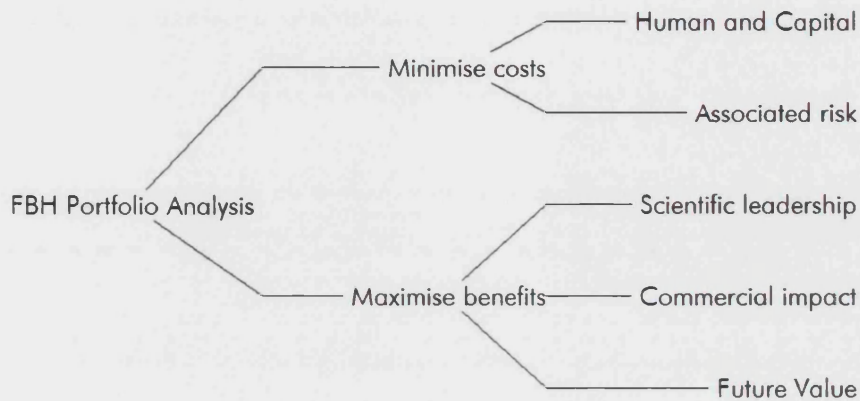 Human and Capital
Minimise costs
Associated risk
FBH Portfolio Analysis
Scientific leadership
Maximise benefits
Commercial impact
Future Value